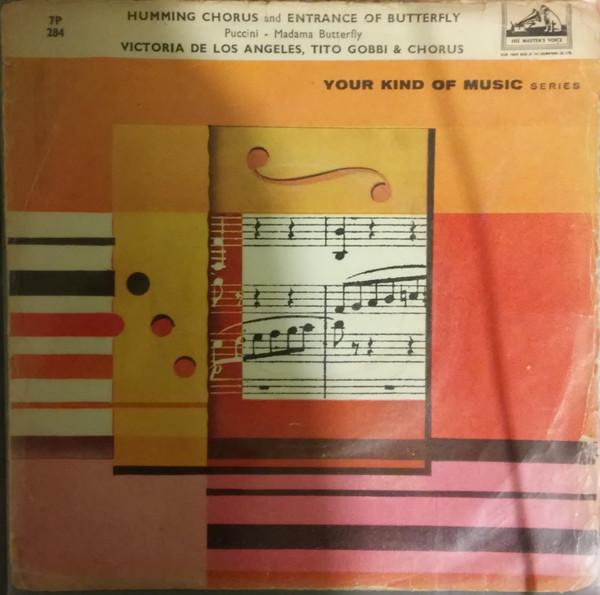 7P
284
HUMMING CHORUS and ENTRANCE OF BUTTERFLY
Puccini - Madama Butterfly
VICTORIA DE LOS ANGELES, TITO GOBBI & CHORUS
HIS MASTER'S VOICE
YOUR KIND OF MUSIC SERIES